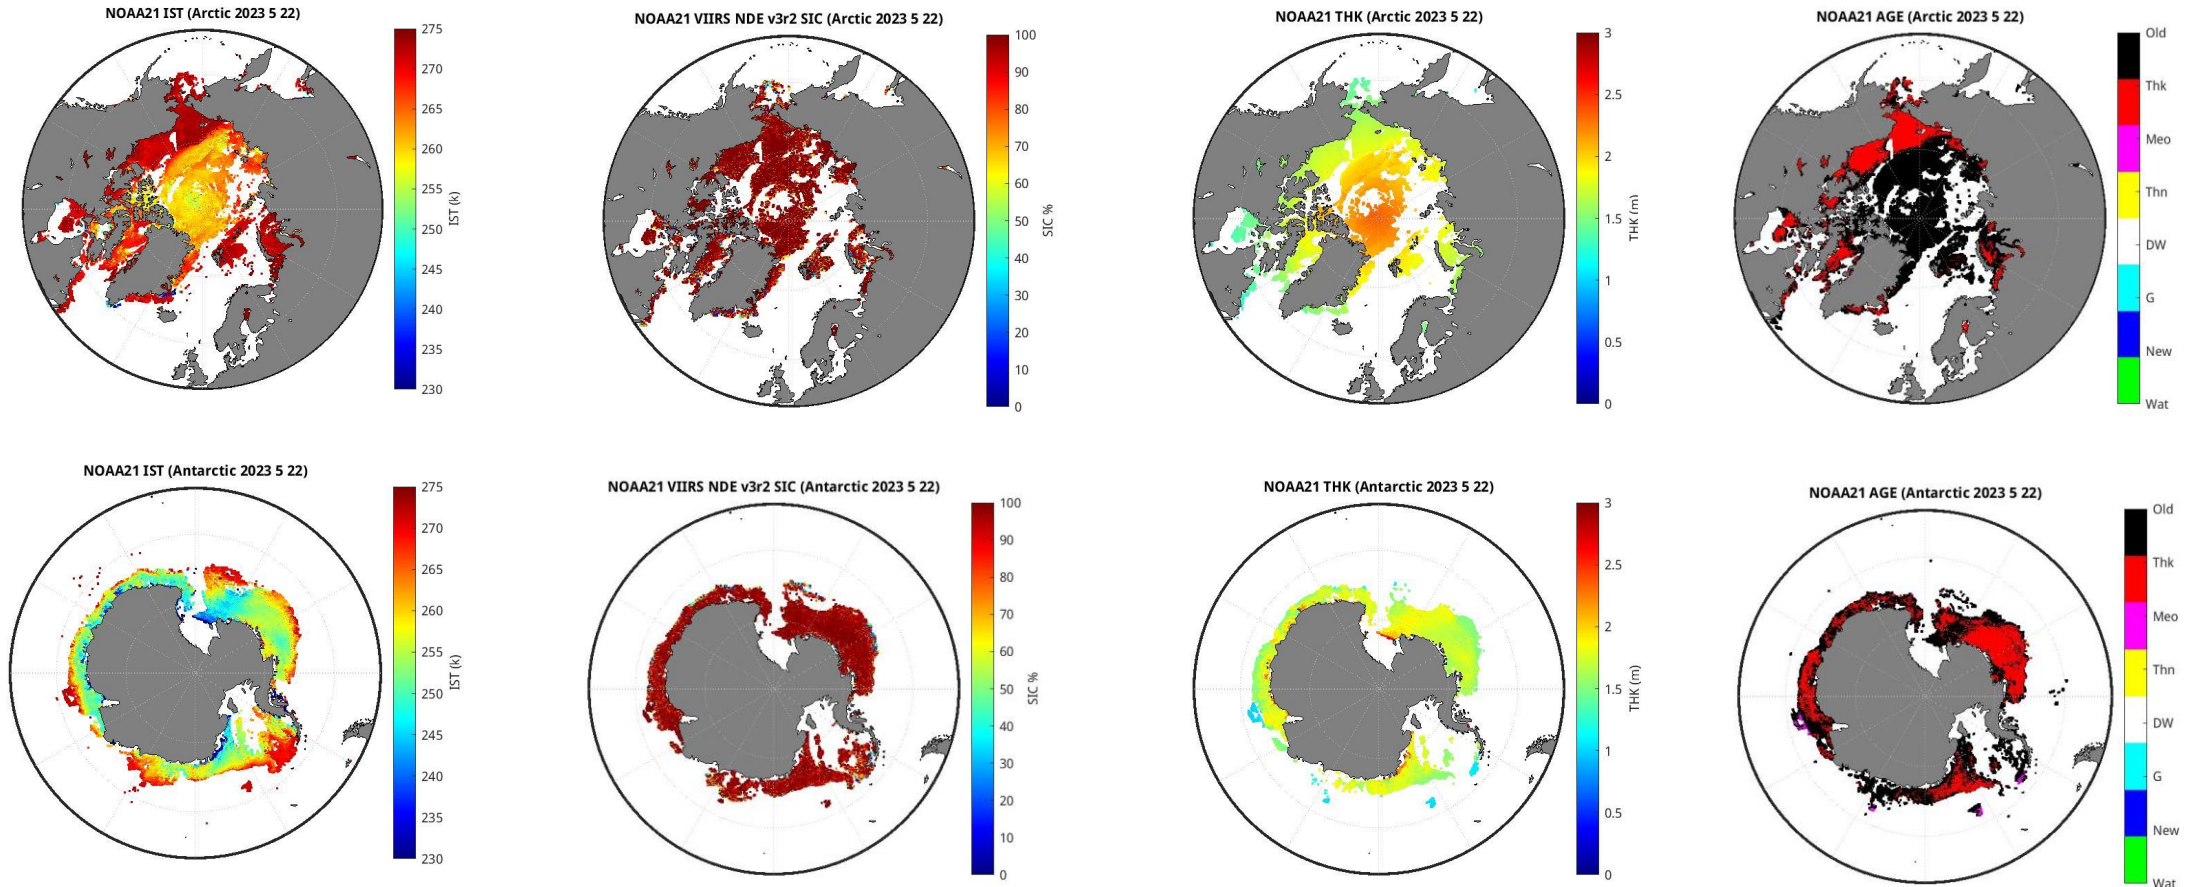 NOAA21 IST (Arctic 2023 5 22)
275
270
265
260
255
250
245
240
235
230
IST (k)
NOAA21 VIIRS NDE v3r2 SIC (Arctic 2023 5 22)
100
90
80
70
60
50
40
30
20
10
0
SIC %
NOAA21 THK (Arctic 2023 5 22)
3
2.5
2
1.5
1
0.5
0
THK (m)
NOAA21 AGE (Arctic 2023 5 22)
Old
Thk
Meo
Thn
DW
G
New
Wat
NOAA21 IST (Antarctic 2023 5 22)
275
270
265
260
255
250
245
240
235
230
IST (k)
NOAA21 VIIRS NDE v3r2 SIC (Antarctic 2023 5 22)
100
90
80
70
60
50
40
30
20
10
0
SIC %
NOAA21 THK (Antarctic 2023 5 22)
3
2.5
2
1.5
1
0.5
0
THK (m)
NOAA21 AGE (Antarctic 2023 5 22)
Old
Thk
Meo
Thn
DW
G
New
Wat